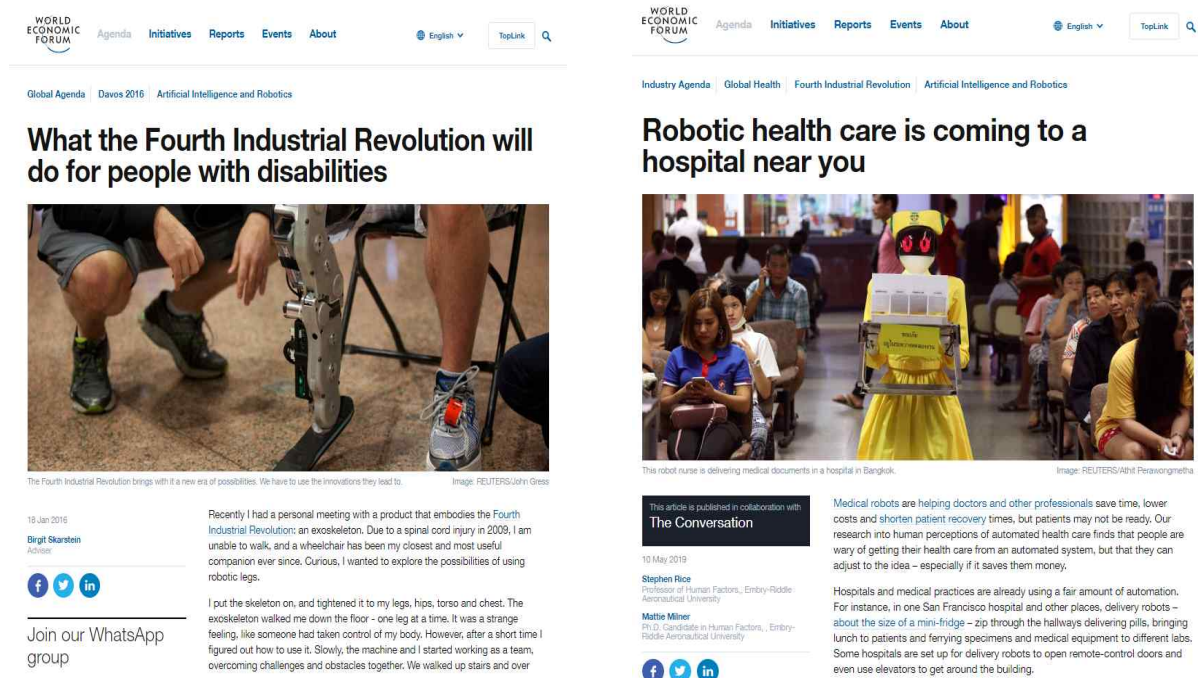 WORLD
ECONOMIC
FORUM
Agenda Initiatives Reports Events About
English
TopLink
Global Agenda Davos 2016 Artificial Intelligence and Robotics
What the Fourth Industrial Revolution will
do for people with disabilities
The Fourth Industrial Revolution brings with it a new era of possibilities. We have to use the innovations they lead to.
Image: REUTERS/John Gress
18 Jan 2016
Birgit Skarstein
Adviser
Join our WhatsApp
group
Recently I had a personal meeting with a product that embodies the Fourth
Industrial Revolution: an exoskeleton. Due to a spinal cord injury in 2009, I am
unable to walk, and a wheelchair has been my closest and most useful
companion ever since. Curious, I wanted to explore the possibilities of using
robotic legs.
I put the skeleton on, and tightened it to my legs, hips, torso and chest. The
exoskeleton walked me down the floor - one leg at a time. It was a strange
feeling, like someone had taken control of my body. However, after a short time I
figured out how to use it. Slowly, the machine and I started working as a team,
overcoming challenges and obstacles together. We walked up stairs and over
WORLD
ECONOMIC
FORUM
Agenda Initiatives Reports Events About
English
TopLink
Industry Agenda Global Health Fourth Industrial Revolution Artificial Intelligence and Robotics
Robotic health care is coming to a
hospital near you
This robot nurse is delivering medical documents in a hospital in Bangkok.
Image: REUTERS/Athit Perawongmetha
This article is published in collaboration with
The Conversation
10 May 2019
Stephen Rice
Professor of Human Factors,, Embry-Riddle
Aeronautical University
Mattie Milner
Ph.D. Candidate in Human Factors, , Embry-
Riddle Aeronautical University
Medical robots are helping doctors and other professionals save time, lower
costs and shorten patient recovery times, but patients may not be ready. Our
research into human perceptions of automated health care finds that people are
wary of getting their health care from an automated system, but that they can
adjust to the idea – especially if it saves them money.
Hospitals and medical practices are already using a fair amount of automation.
For instance, in one San Francisco hospital and other places, delivery robots –
about the size of a mini-fridge – zip through the hallways delivering pills, bringing
lunch to patients and ferrying specimens and medical equipment to different labs.
Some hospitals are set up for delivery robots to open remote-control doors and
even use elevators to get around the building.